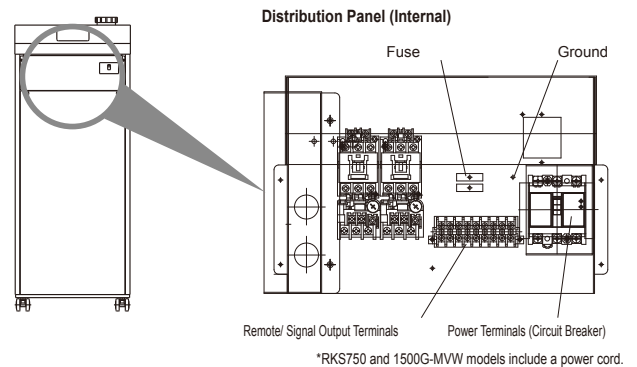 Distribution Panel (Internal)
Fuse
Ground
Remote/ Signal Output Terminals
Power Terminals (Circuit Breaker)
*RKS750 and 1500G-MVW models include a power cord.